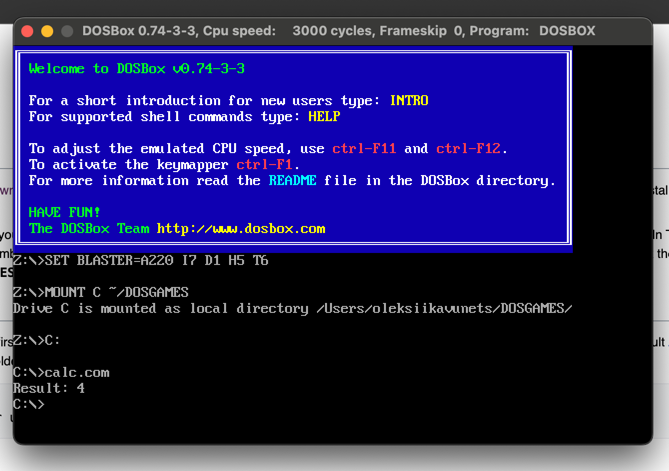 DOSBox 0.74-3-3, Cpu speed: 3000 cycles, Frameskip 0, Program: DOSBOX
Welcome to DOSBox v0.74-3-3
For a short introduction for new users type: INTRO
For supported shell commands type: HELP
To adjust the emulated CPU speed, use ctrl-F11 and ctrl-F12.
To activate the keymapper ctrl-F1.
For more information read the README file in the DOSBox directory.
HAVE FUN!
The DOSBox Team http://www.dosbox.com
Z:\>SET BLASTER=A220 I7 D1 H5 T6
Z:\>MOUNT C ~/DOSGAMES
Drive C is mounted as local directory /Users/oleksiikavunets/DOSGAMES/
Z:\>C:
C:\>calc.com
Result: 4
C:\>